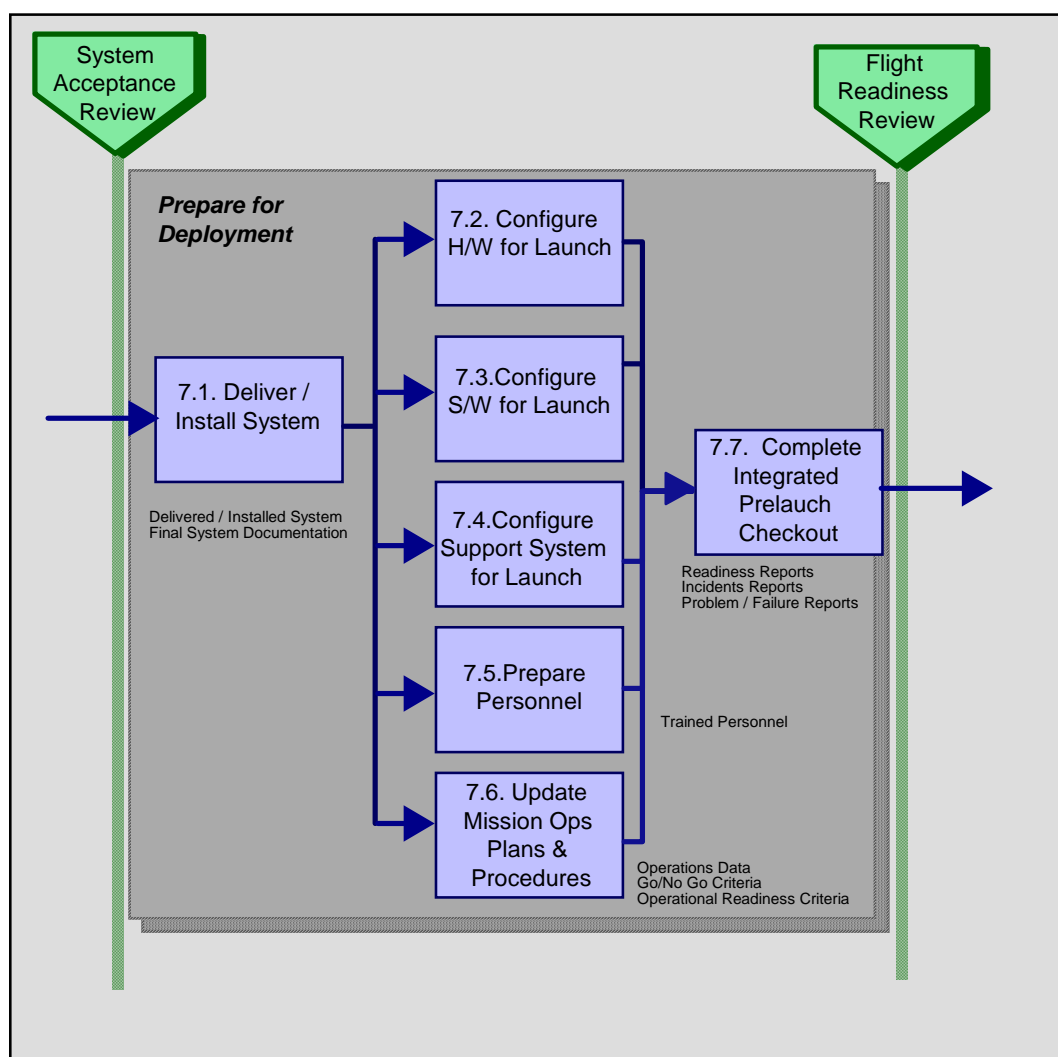 System
Acceptance
Review
Flight
Readiness
Review
Prepare for
Deployment
7.1. Deliver /
Install System
Delivered / Installed System
Final System Documentation
7.2. Configure
H/W for Launch
7.3.Configure
S/W for Launch
7.4.Configure
Support System
for Launch
7.5.Prepare
Personnel
Trained Personnel
7.6. Update
Mission Ops
Plans &
Procedures
Operations Data
Go/No Go Criteria
Operational Readiness Criteria
7.7. Complete
Integrated
Prelauch
Checkout
Readiness Reports
Incidents Reports
Problem / Failure Reports